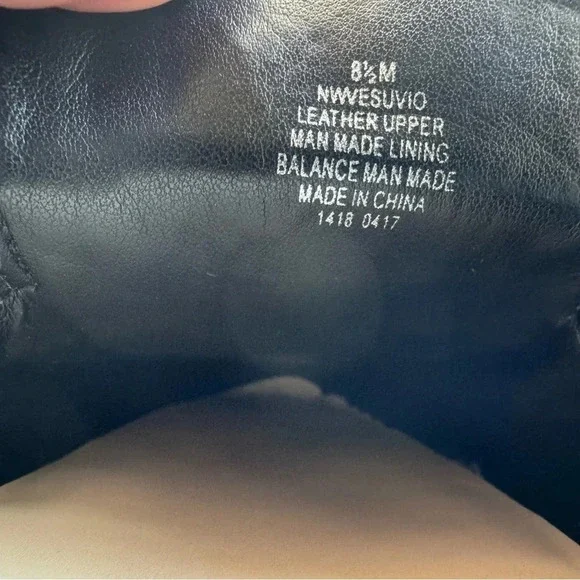 8½M
NWVESUVIO
LEATHER UPPER
MAN MADE LINING
BALANCE MAN MADE
MADE IN CHINA
1418 0417